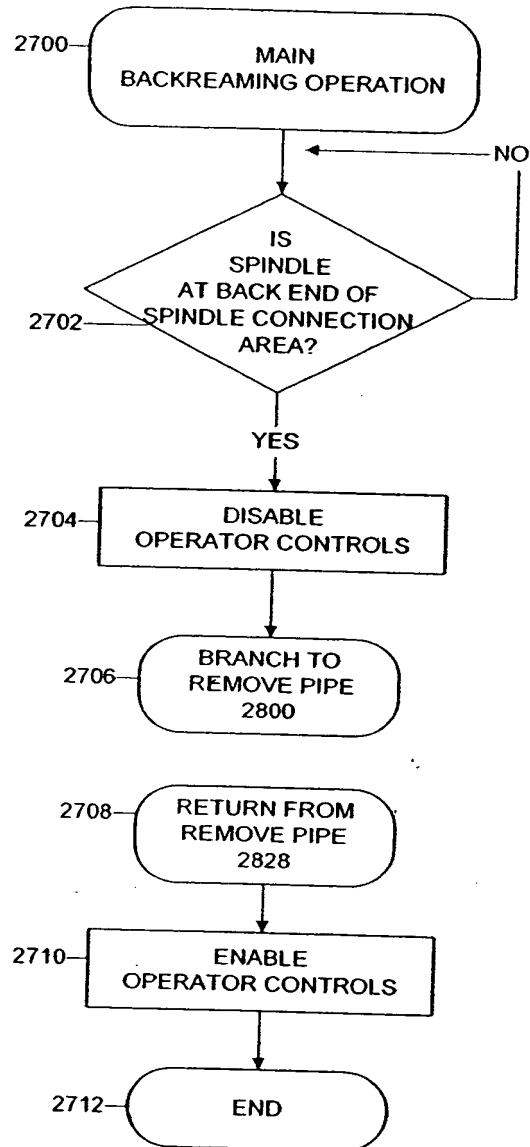 2700
MAIN
BACKREAMING OPERATION
NO
IS
SPINDLE
AT BACK END OF
2702
SPINDLE CONNECTION
AREA?
YES
2704
DISABLE
OPERATOR CONTROLS
2706
BRANCH TO
REMOVE PIPE
2800
2708
RETURN FROM
REMOVE PIPE
2828
2710
ENABLE
OPERATOR CONTROLS
2712
END